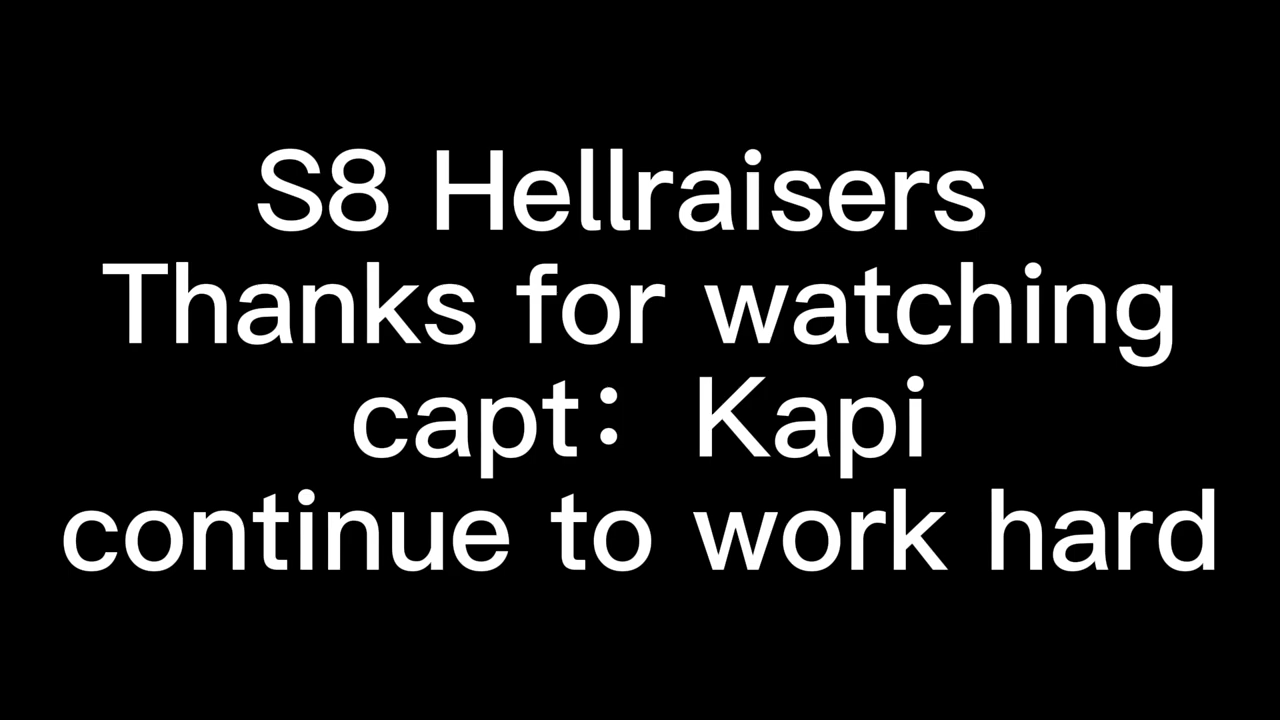 S8 Hellraisers
Thanks for watching
capt：Kapi
continue to work hard